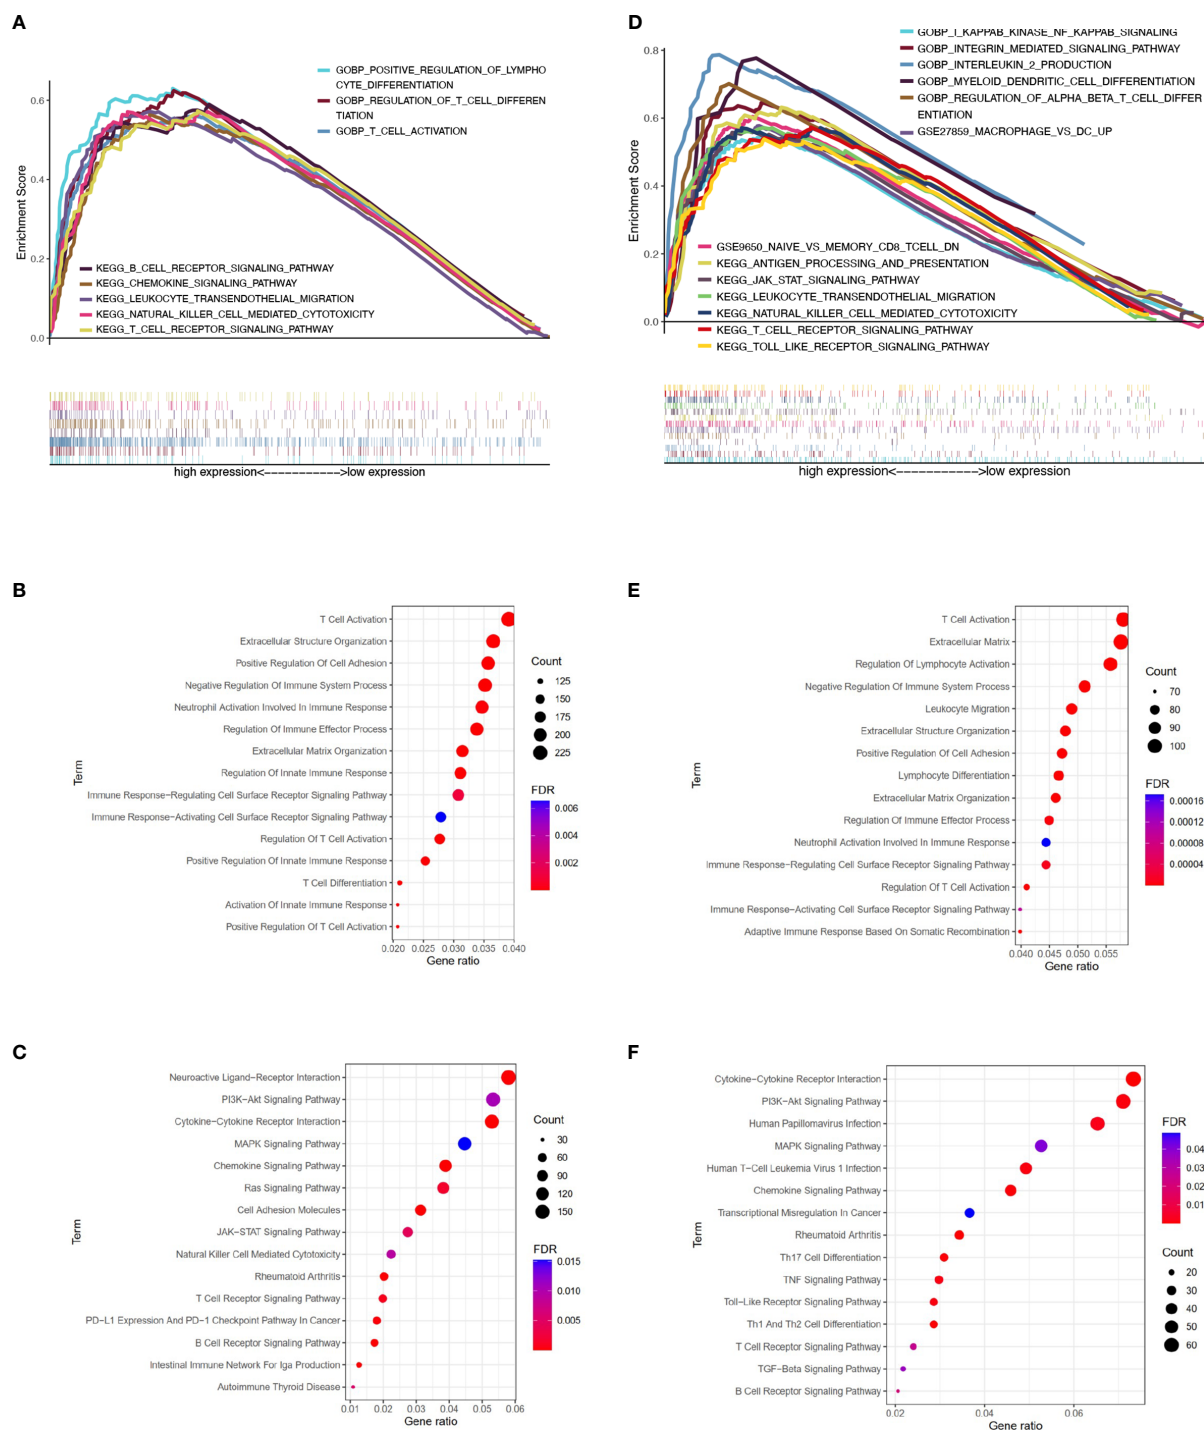 A
GOBP_POSITIVE_REGULATION_OF_LYMPHO
CYTE_DIFFERENTIATION
GOBP_REGULATION_OF_T_CELL_DIFFEREN
TIATION
GOBP_T_CELL_ACTIVATION
Enrichment Score
0.6
0.4
0.2
0.0
KEGG_B_CELL_RECEPTOR_SIGNALING_PATHWAY
KEGG_CHEMOKINE_SIGNALING_PATHWAY
KEGG_LEUKOCYTE_TRANSENDOTHELIAL_MIGRATION
KEGG_NATURAL_KILLER_CELL_MEDIATED_CYTOTOXICITY
KEGG_T_CELL_RECEPTOR_SIGNALING_PATHWAY
high expression<------------>low expression
D
GOBP_I_KAPPAB_KINASE_NF_KAPPAB_SIGNALING
GOBP_INTEGRIN_MEDIATED_SIGNALING_PATHWAY
GOBP_INTERLEUKIN_2_PRODUCTION
GOBP_MYELOID_DENDRITIC_CELL_DIFFERENTIATION
GOBP_REGULATION_OF_ALPHA_BETA_T_CELL_DIFFER
ENTIATION
GSE27859_MACROPHAGE_VS_DC_UP
Enrichment Score
0.8
0.6
0.4
0.2
0.0
GSE9650_NAIVE_VS_MEMORY_CD8_TCELL_DN
KEGG_ANTIGEN_PROCESSING_AND_PRESENTATION
KEGG_JAK_STAT_SIGNALING_PATHWAY
KEGG_LEUKOCYTE_TRANSENDOTHELIAL_MIGRATION
KEGG_NATURAL_KILLER_CELL_MEDIATED_CYTOTOXICITY
KEGG_T_CELL_RECEPTOR_SIGNALING_PATHWAY
KEGG_TOLL_LIKE_RECEPTOR_SIGNALING_PATHWAY
high expression<------------>low expression
B
Term
T Cell Activation
Extracellular Structure Organization
Positive Regulation Of Cell Adhesion
Negative Regulation Of Immune System Process
Neutrophil Activation Involved In Immune Response
Regulation Of Immune Effector Process
Extracellular Matrix Organization
Regulation Of Innate Immune Response
Immune Response-Regulating Cell Surface Receptor Signaling Pathway
Immune Response-Activating Cell Surface Receptor Signaling Pathway
Regulation Of T Cell Activation
Positive Regulation Of Innate Immune Response
T Cell Differentiation
Activation Of Innate Immune Response
Positive Regulation Of T Cell Activation
0.020 0.025 0.030 0.035 0.040
Gene ratio
Count
125
150
175
200
225
FDR
0.006
0.004
0.002
E
Term
T Cell Activation
Extracellular Matrix
Regulation Of Lymphocyte Activation
Negative Regulation Of Immune System Process
Leukocyte Migration
Extracellular Structure Organization
Positive Regulation Of Cell Adhesion
Lymphocyte Differentiation
Extracellular Matrix Organization
Regulation Of Immune Effector Process
Neutrophil Activation Involved In Immune Response
Immune Response-Regulating Cell Surface Receptor Signaling Pathway
Regulation Of T Cell Activation
Immune Response-Activating Cell Surface Receptor Signaling Pathway
Adaptive Immune Response Based On Somatic Recombination
0.040 0.045 0.050 0.055
Gene ratio
Count
70
80
90
100
FDR
0.00016
0.00012
0.00008
0.00004
C
Term
Neuroactive Ligand-Receptor Interaction
PI3K-Akt Signaling Pathway
Cytokine-Cytokine Receptor Interaction
MAPK Signaling Pathway
Chemokine Signaling Pathway
Ras Signaling Pathway
Cell Adhesion Molecules
JAK-STAT Signaling Pathway
Natural Killer Cell Mediated Cytotoxicity
Rheumatoid Arthritis
T Cell Receptor Signaling Pathway
PD-L1 Expression And PD-1 Checkpoint Pathway In Cancer
B Cell Receptor Signaling Pathway
Intestinal Immune Network For Iga Production
Autoimmune Thyroid Disease
0.01 0.02 0.03 0.04 0.05 0.06
Gene ratio
Count
30
60
90
120
150
FDR
0.015
0.010
0.005
F
Term
Cytokine-Cytokine Receptor Interaction
PI3K-Akt Signaling Pathway
Human Papillomavirus Infection
MAPK Signaling Pathway
Human T-Cell Leukemia Virus 1 Infection
Chemokine Signaling Pathway
Transcriptional Misregulation In Cancer
Rheumatoid Arthritis
Th17 Cell Differentiation
TNF Signaling Pathway
Toll-Like Receptor Signaling Pathway
Th1 And Th2 Cell Differentiation
T Cell Receptor Signaling Pathway
TGF-Beta Signaling Pathway
B Cell Receptor Signaling Pathway
0.02 0.04 0.06
Gene ratio
FDR
0.04
0.02
0.01
Count
20
30
40
50
60